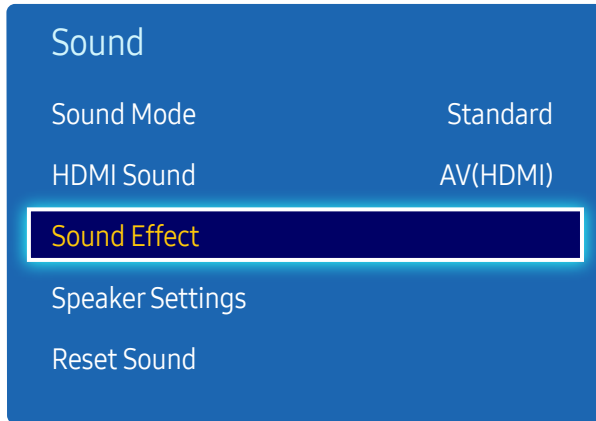 Sound
Sound Mode Standard
HDMI Sound AV(HDMI)
Sound Effect
Speaker Settings
Reset Sound